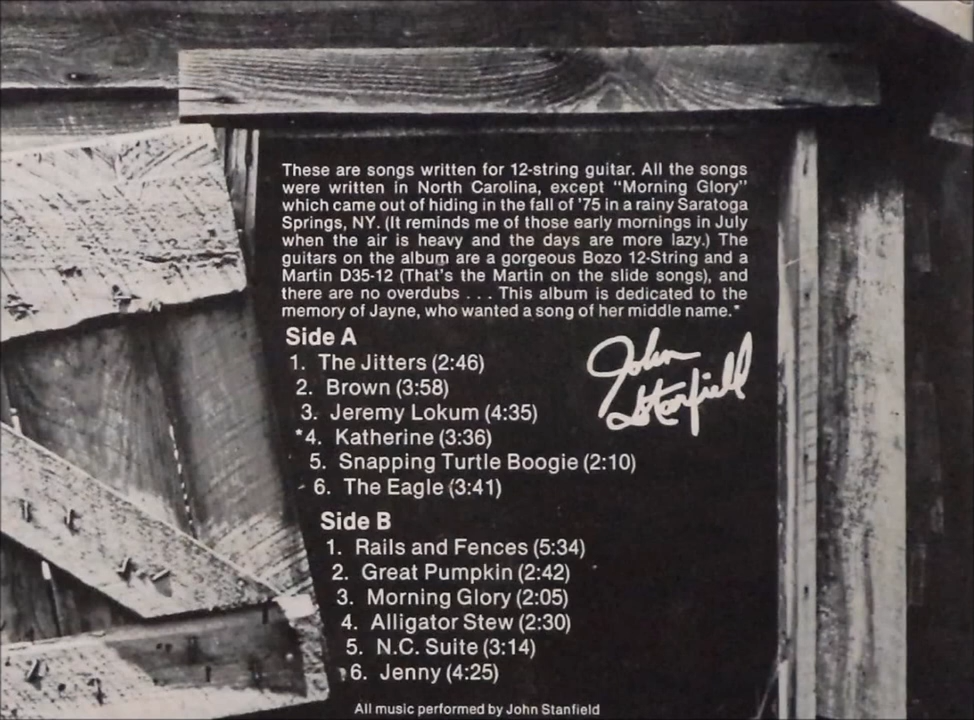 These are songs written for 12-string guitar. All the songs
were written in North Carolina, except "Morning Glory"
which came out of hiding in the fall of '75 in a rainy Saratoga
Springs, NY. (It reminds me of those early mornings in July
when the air is heavy and the days are more lazy.) The
guitars on the album are a gorgeous Bozo 12-String and a
Martin D35-12 (That's the Martin on the slide songs), and
there are no overdubs . . . This album is dedicated to the
memory of Jayne, who wanted a song of her middle name.*
Side A
1. The Jitters (2:46)
2. Brown (3:58)
3. Jeremy Lokum (4:35)
*4. Katherine (3:36)
5. Snapping Turtle Boogie (2:10)
6. The Eagle (3:41)
John
Stanfield
Side B
1. Rails and Fences (5:34)
2. Great Pumpkin (2:42)
3. Morning Glory (2:05)
4. Alligator Stew (2:30)
5. N.C. Suite (3:14)
6. Jenny (4:25)
All music performed by John Stanfield